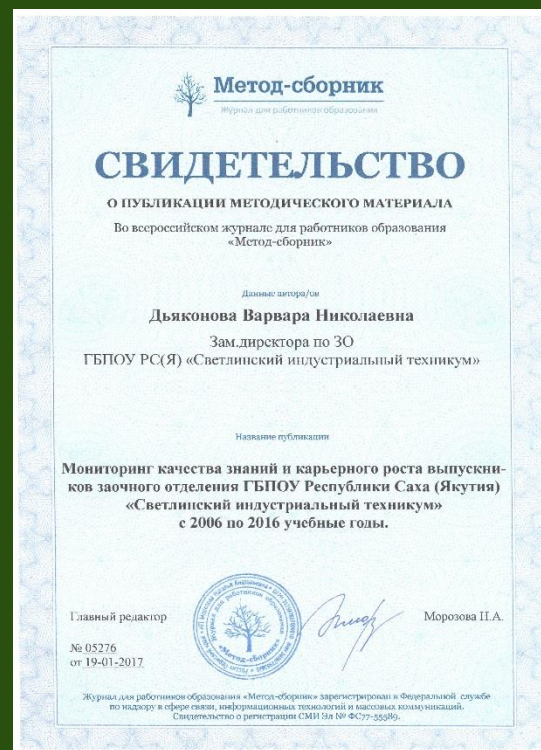 Метод-сборник
Журнал для работников образования
СВИДЕТЕЛЬСТВО
О ПУБЛИКАЦИИ МЕТОДИЧЕСКОГО МАТЕРИАЛА
Во всероссийском журнале для работников образования
«Метод-сборник»
Данные автора/ов
Дьяконова Варвара Николаевна
Зам.директора по ЗО
ГБПОУ РС(Я) «Светлинский индустриальный техникум»
Название публикации
Мониторинг качества знаний и карьерного роста выпускни-
ков заочного отделения ГБПОУ Республики Саха (Якутия)
«Светлинский индустриальный техникум»
с 2006 по 2016 учебные годы.
Главный редактор
Морозова Н.А.
№ 05276
от 19-01-2017
«Метод-сборник»
Журнал для работников образования «Метод-сборник» зарегистрирован в Федеральной службе
по надзору в сфере связи, информационных технологий и массовых коммуникаций.
Свидетельство о регистрации СМИ Эл № ФС77-55589.